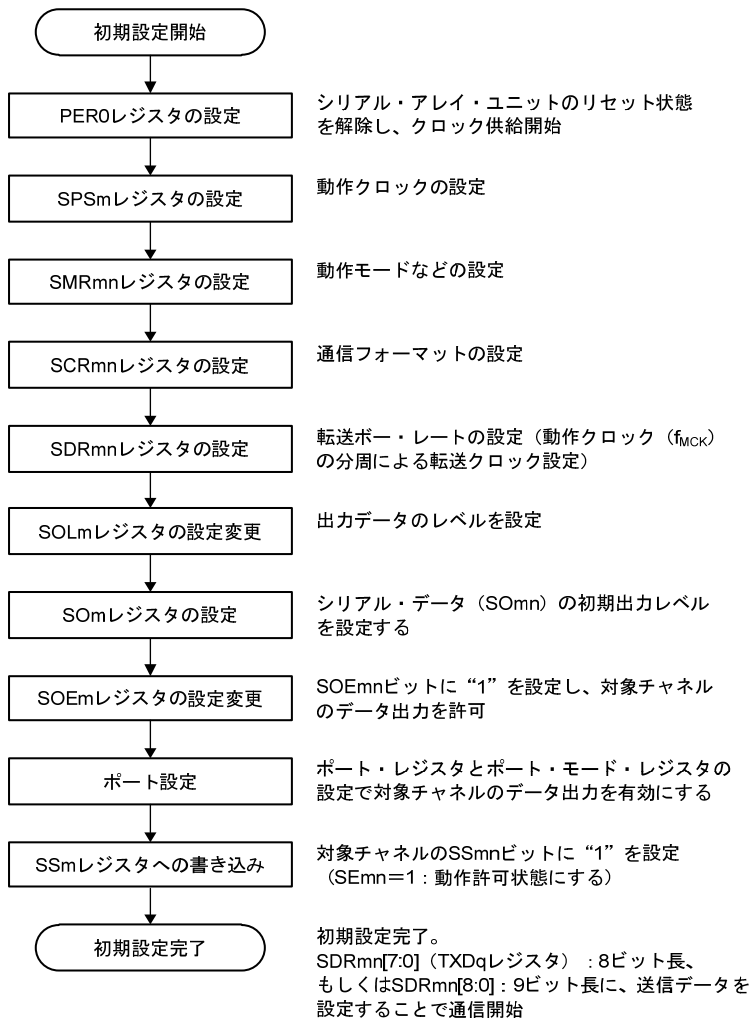 初期設定開始
PER0レジスタの設定
シリアル・アレイ・ユニットのリセット状態
を解除し、クロック供給開始
SPSmレジスタの設定
動作クロックの設定
SMRmnレジスタの設定
動作モードなどの設定
SCRmnレジスタの設定
通信フォーマットの設定
SDRmnレジスタの設定
転送ボー・レートの設定（動作クロック（fMCK）
の分周による転送クロック設定）
SOLmレジスタの設定変更
出力データのレベルを設定
SOmレジスタの設定
シリアル・データ（SOmn）の初期出力レベル
を設定する
SOEmレジスタの設定変更
SOEmnビットに“1”を設定し、対象チャネル
のデータ出力を許可
ポート設定
ポート・レジスタとポート・モード・レジスタの
設定で対象チャネルのデータ出力を有効にする
SSmレジスタへの書き込み
対象チャネルのSSmnビットに“1”を設定
（SEmn＝1：動作許可状態にする）
初期設定完了
初期設定完了。
SDRmn[7:0]（TXDqレジスタ）：8ビット長、
もしくはSDRmn[8:0]：9ビット長に、送信データを
設定することで通信開始